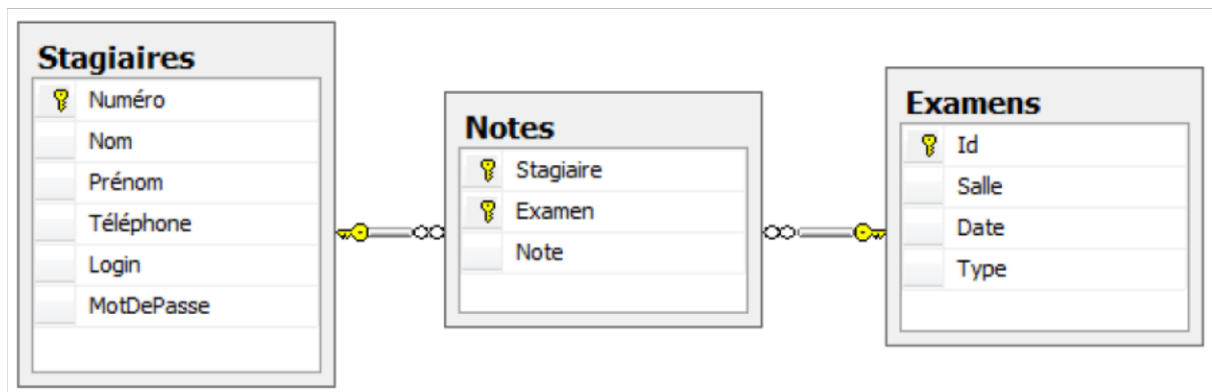 Stagiaires
Numéro
Nom
Prénom
Téléphone
Login
MotDePasse
Notes
Stagiaire
Examen
Note
Examens
Id
Salle
Date
Type